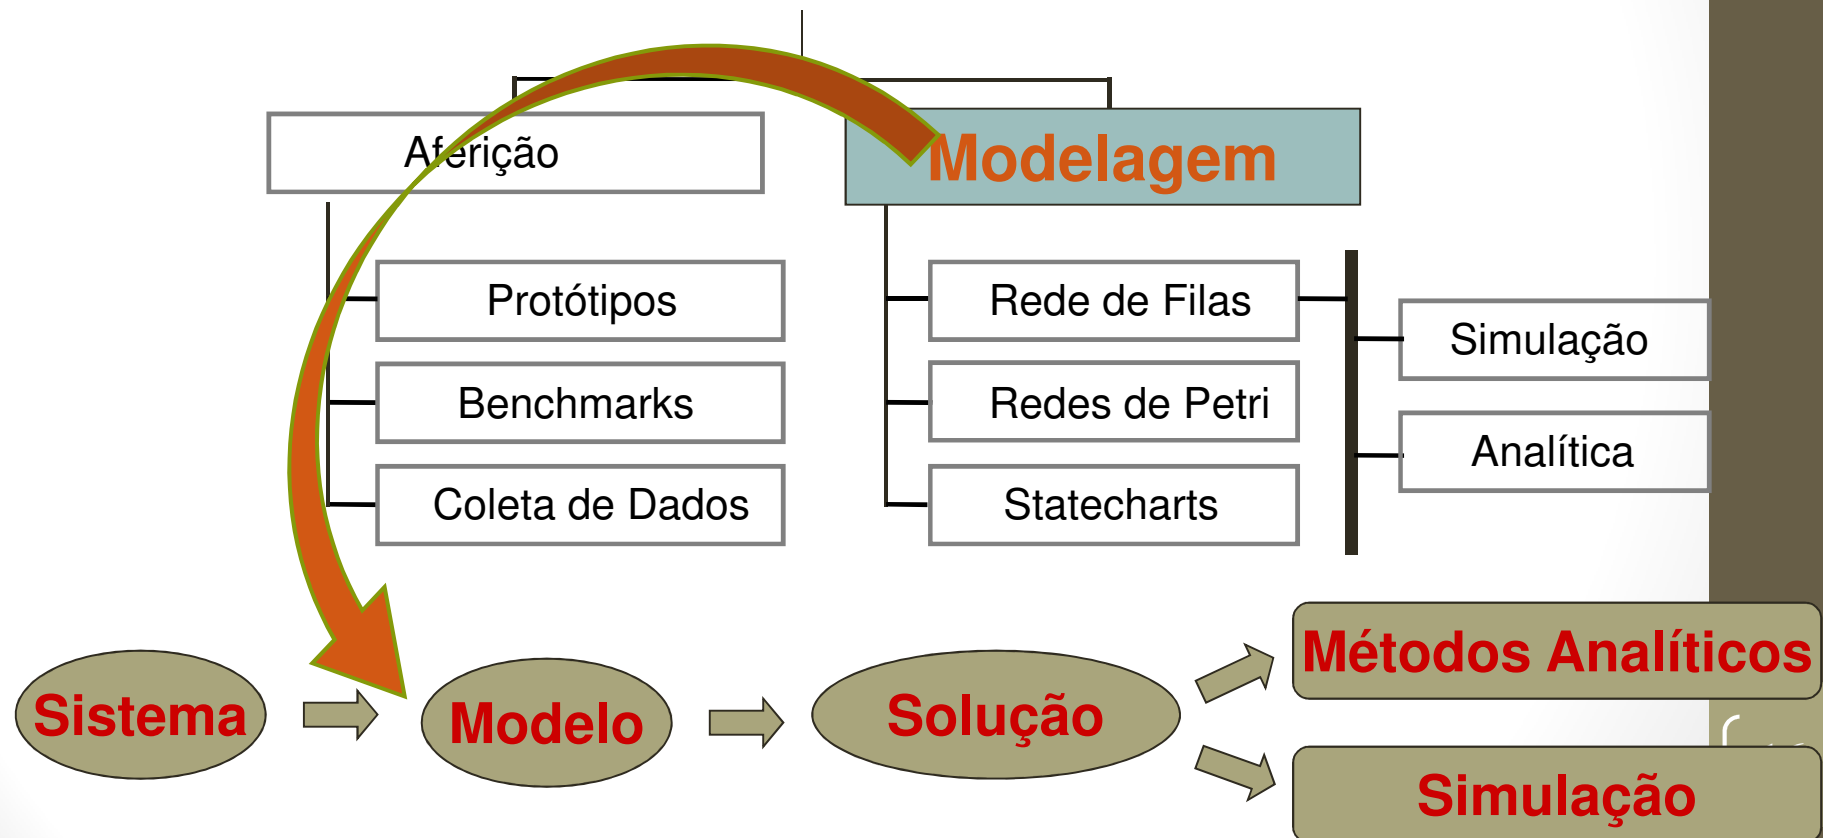 Aferição
Modelagem
Protótipos
Rede de Filas
Simulação
Benchmarks
Redes de Petri
Analítica
Coleta de Dados
Statecharts
Métodos Analíticos
Sistema
Modelo
Solução
Simulação